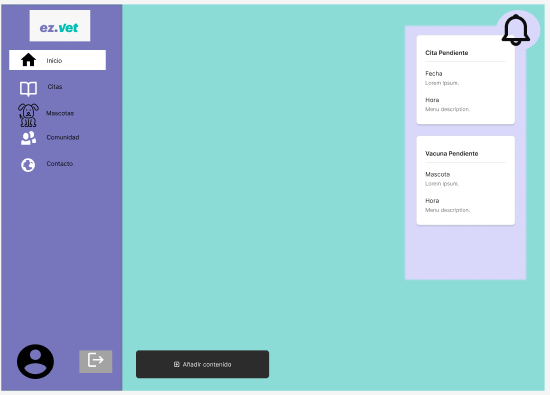 ez.vet
Inicio
Citas
Mascotas
Comunidad
Contacto
Cita Pendiente
Fecha
Lorem ipsum.
Hora
Menu description.
Vacuna Pendiente
Mascota
Lorem ipsum.
Hora
Menu description.
Añadir contenido